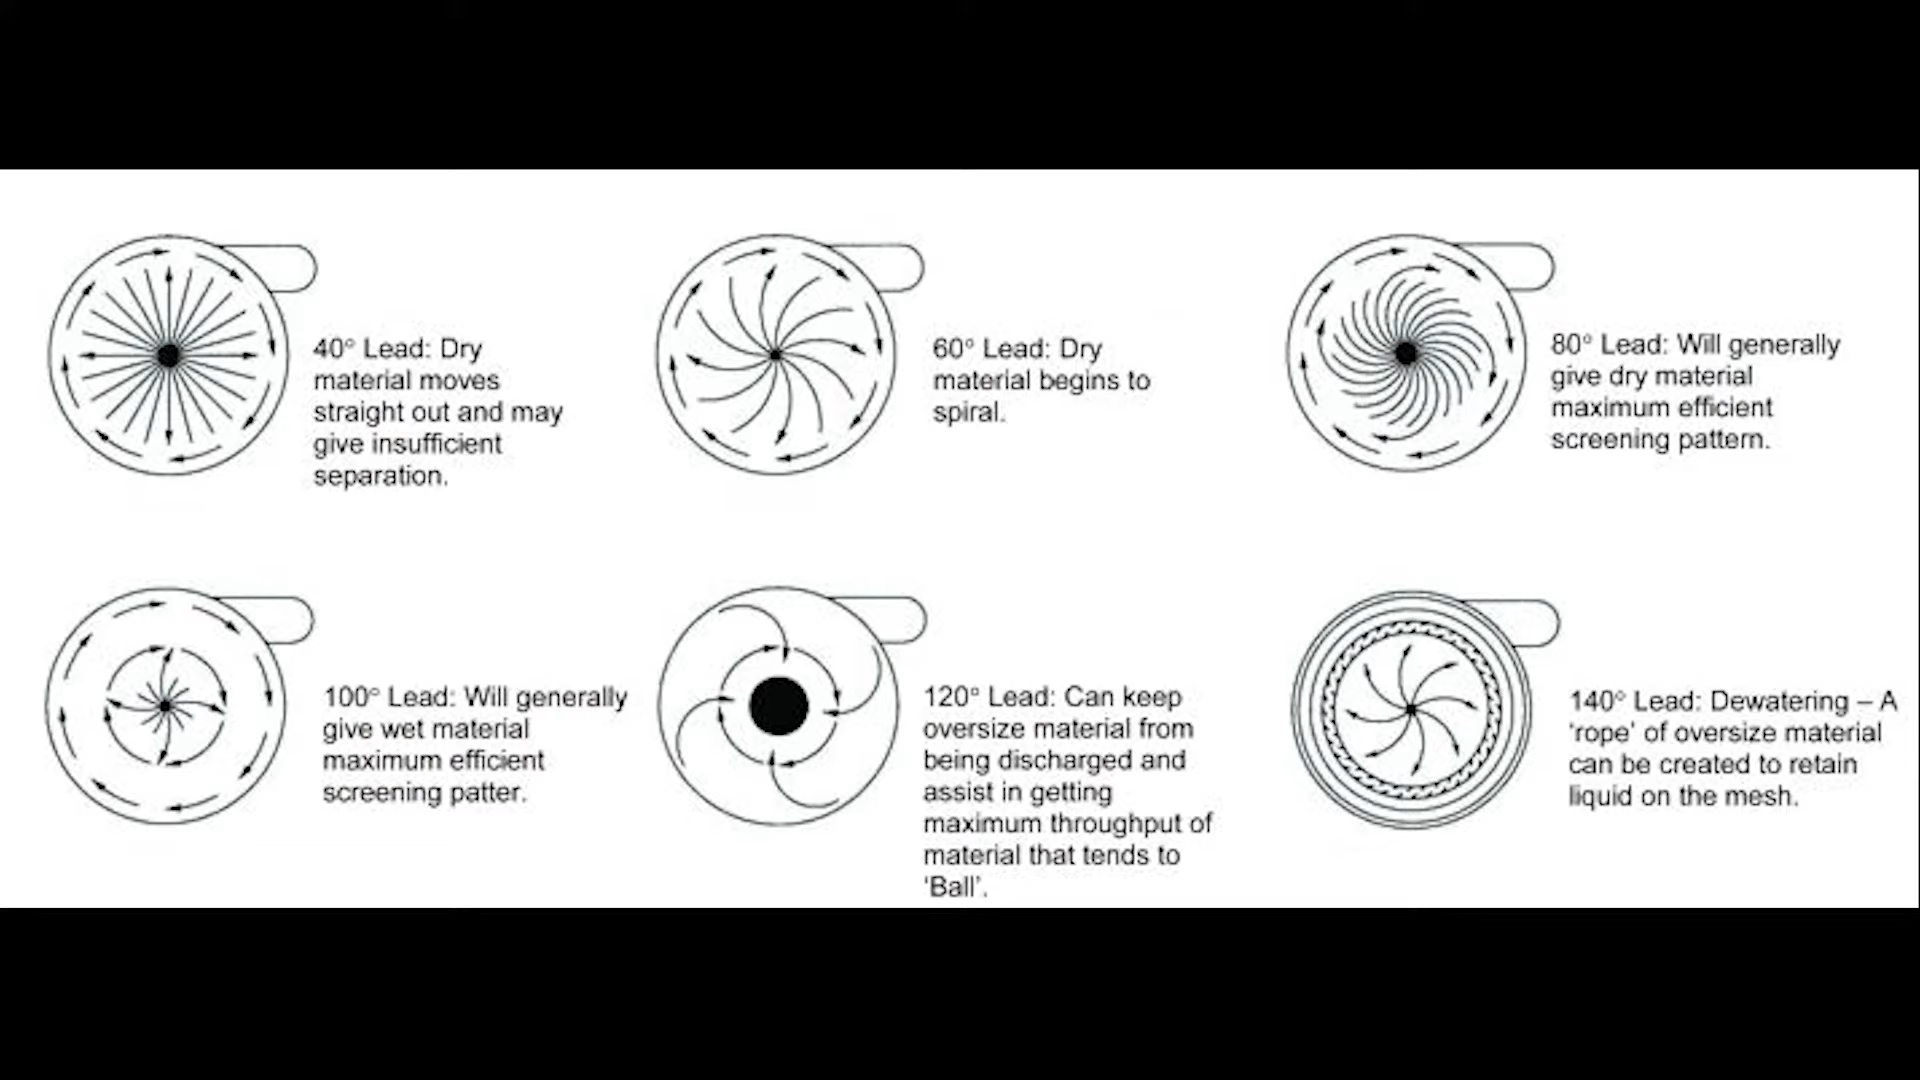 40° Lead: Dry
material moves
straight out and may
give insufficient
separation.
60° Lead: Dry
material begins to
spiral.
80° Lead: Will generally
give dry material
maximum efficient
screening pattern.
100° Lead: Will generally
give wet material
maximum efficient
screening patter.
120° Lead: Can keep
oversize material from
being discharged and
assist in getting
maximum throughput of
material that tends to
‘Ball’.
140° Lead: Dewatering – A
‘rope’ of oversize material
can be created to retain
liquid on the mesh.